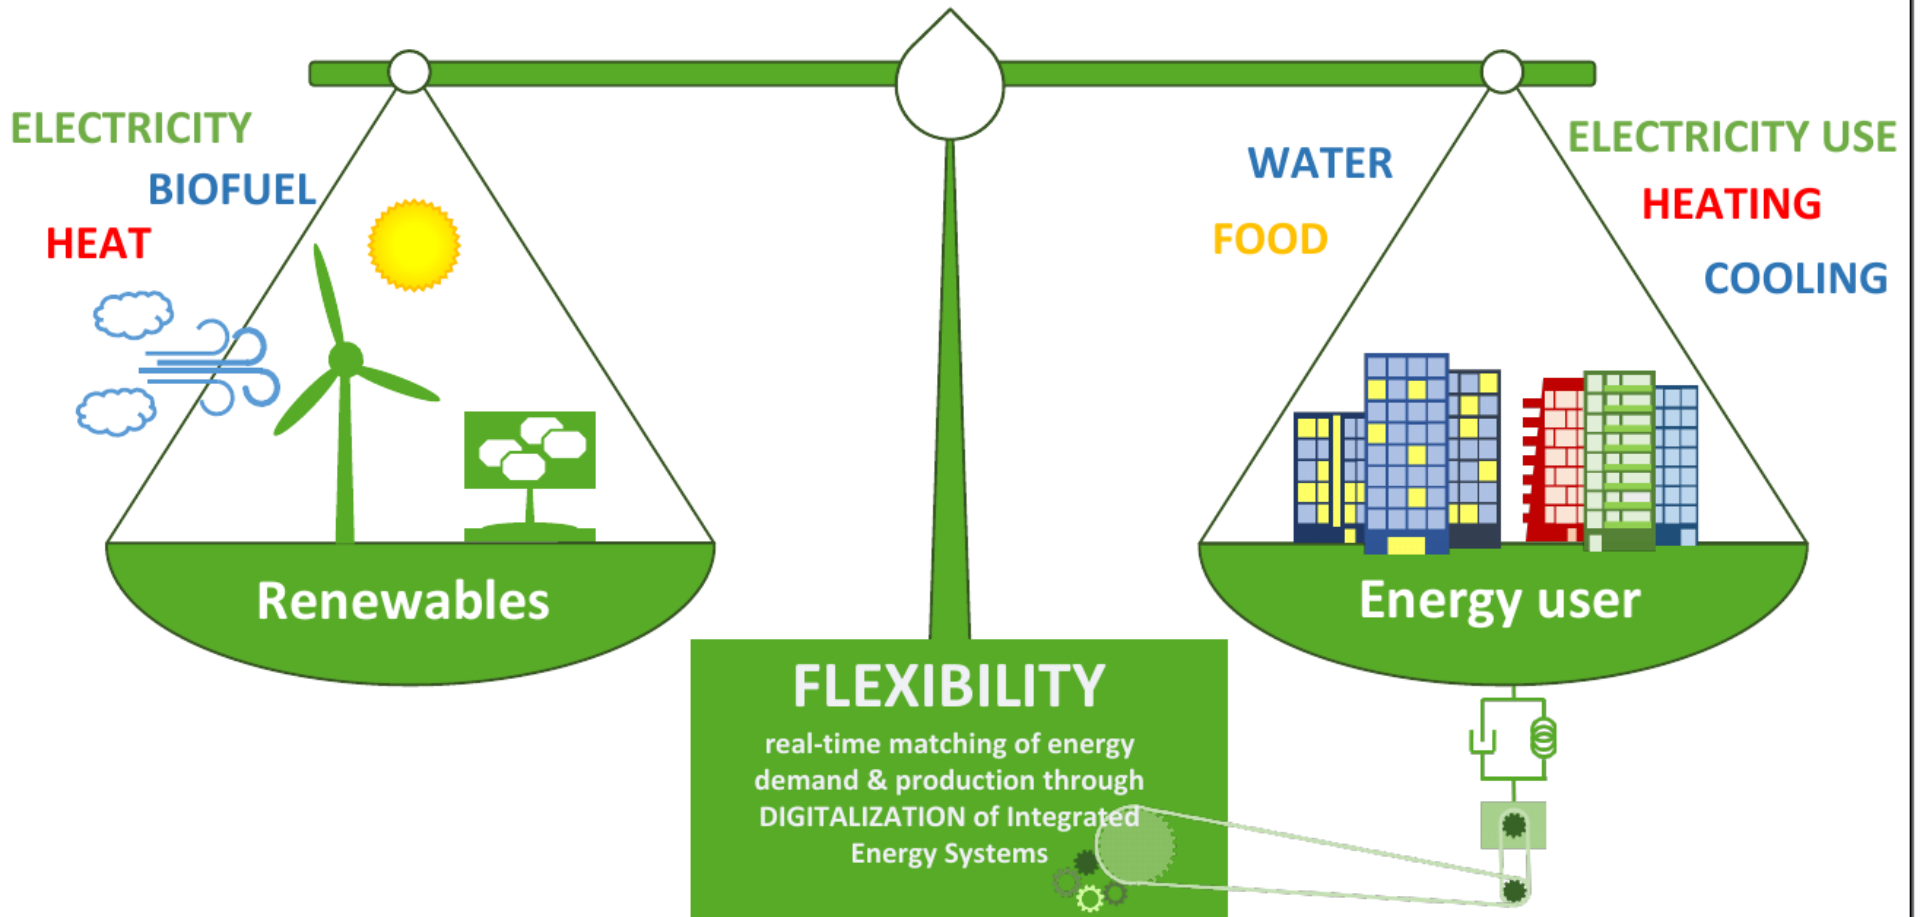 ELECTRICITY
BIOFUEL
HEAT
WATER
FOOD
ELECTRICITY USE
HEATING
COOLING
Renewables
Energy user
FLEXIBILITY
real-time matching of energy
demand & production through
DIGITALIZATION of Integrated
Energy Systems